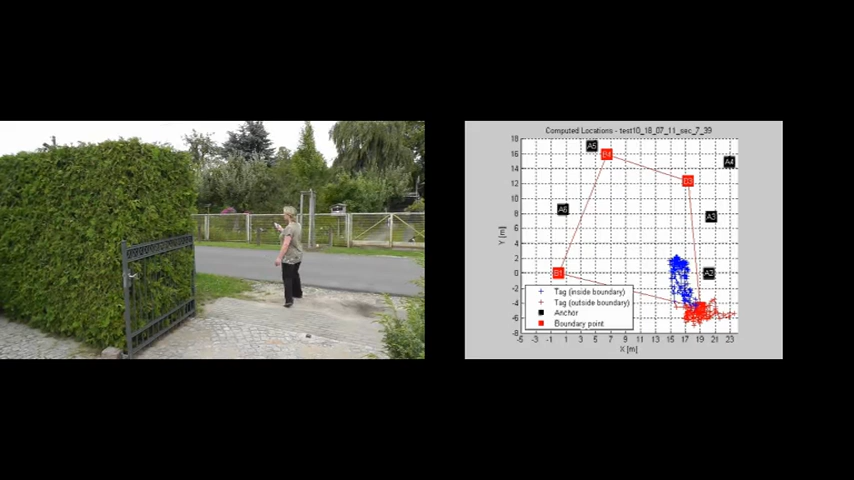 Computed Locations - test10_18_07_11_sec_7_39
18
16
14
12
10
8
6
4
2
0
-2
-4
-6
-8
Y [m]
A5
B4
A4
B3
A6
A3
B1
A2
Tag (inside boundary)
Tag (outside boundary)
Anchor
Boundary point
-5 -3 -1 1 3 5 7 9 11 13 15 17 19 21 23
X [m]